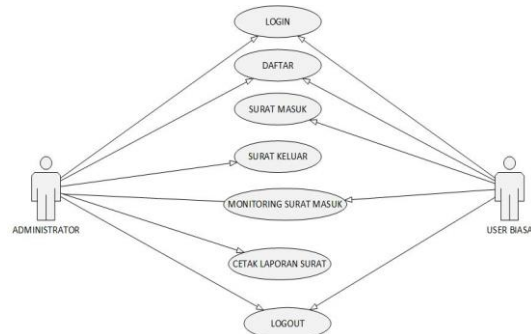 LOGIN
DAFTAR
SURAT MASUK
SURAT KELUAR
MONITORING SURAT MASUK
ADMINISTRATOR
USER BIASA
CETAK LAPORAN SURAT
LOGOUT